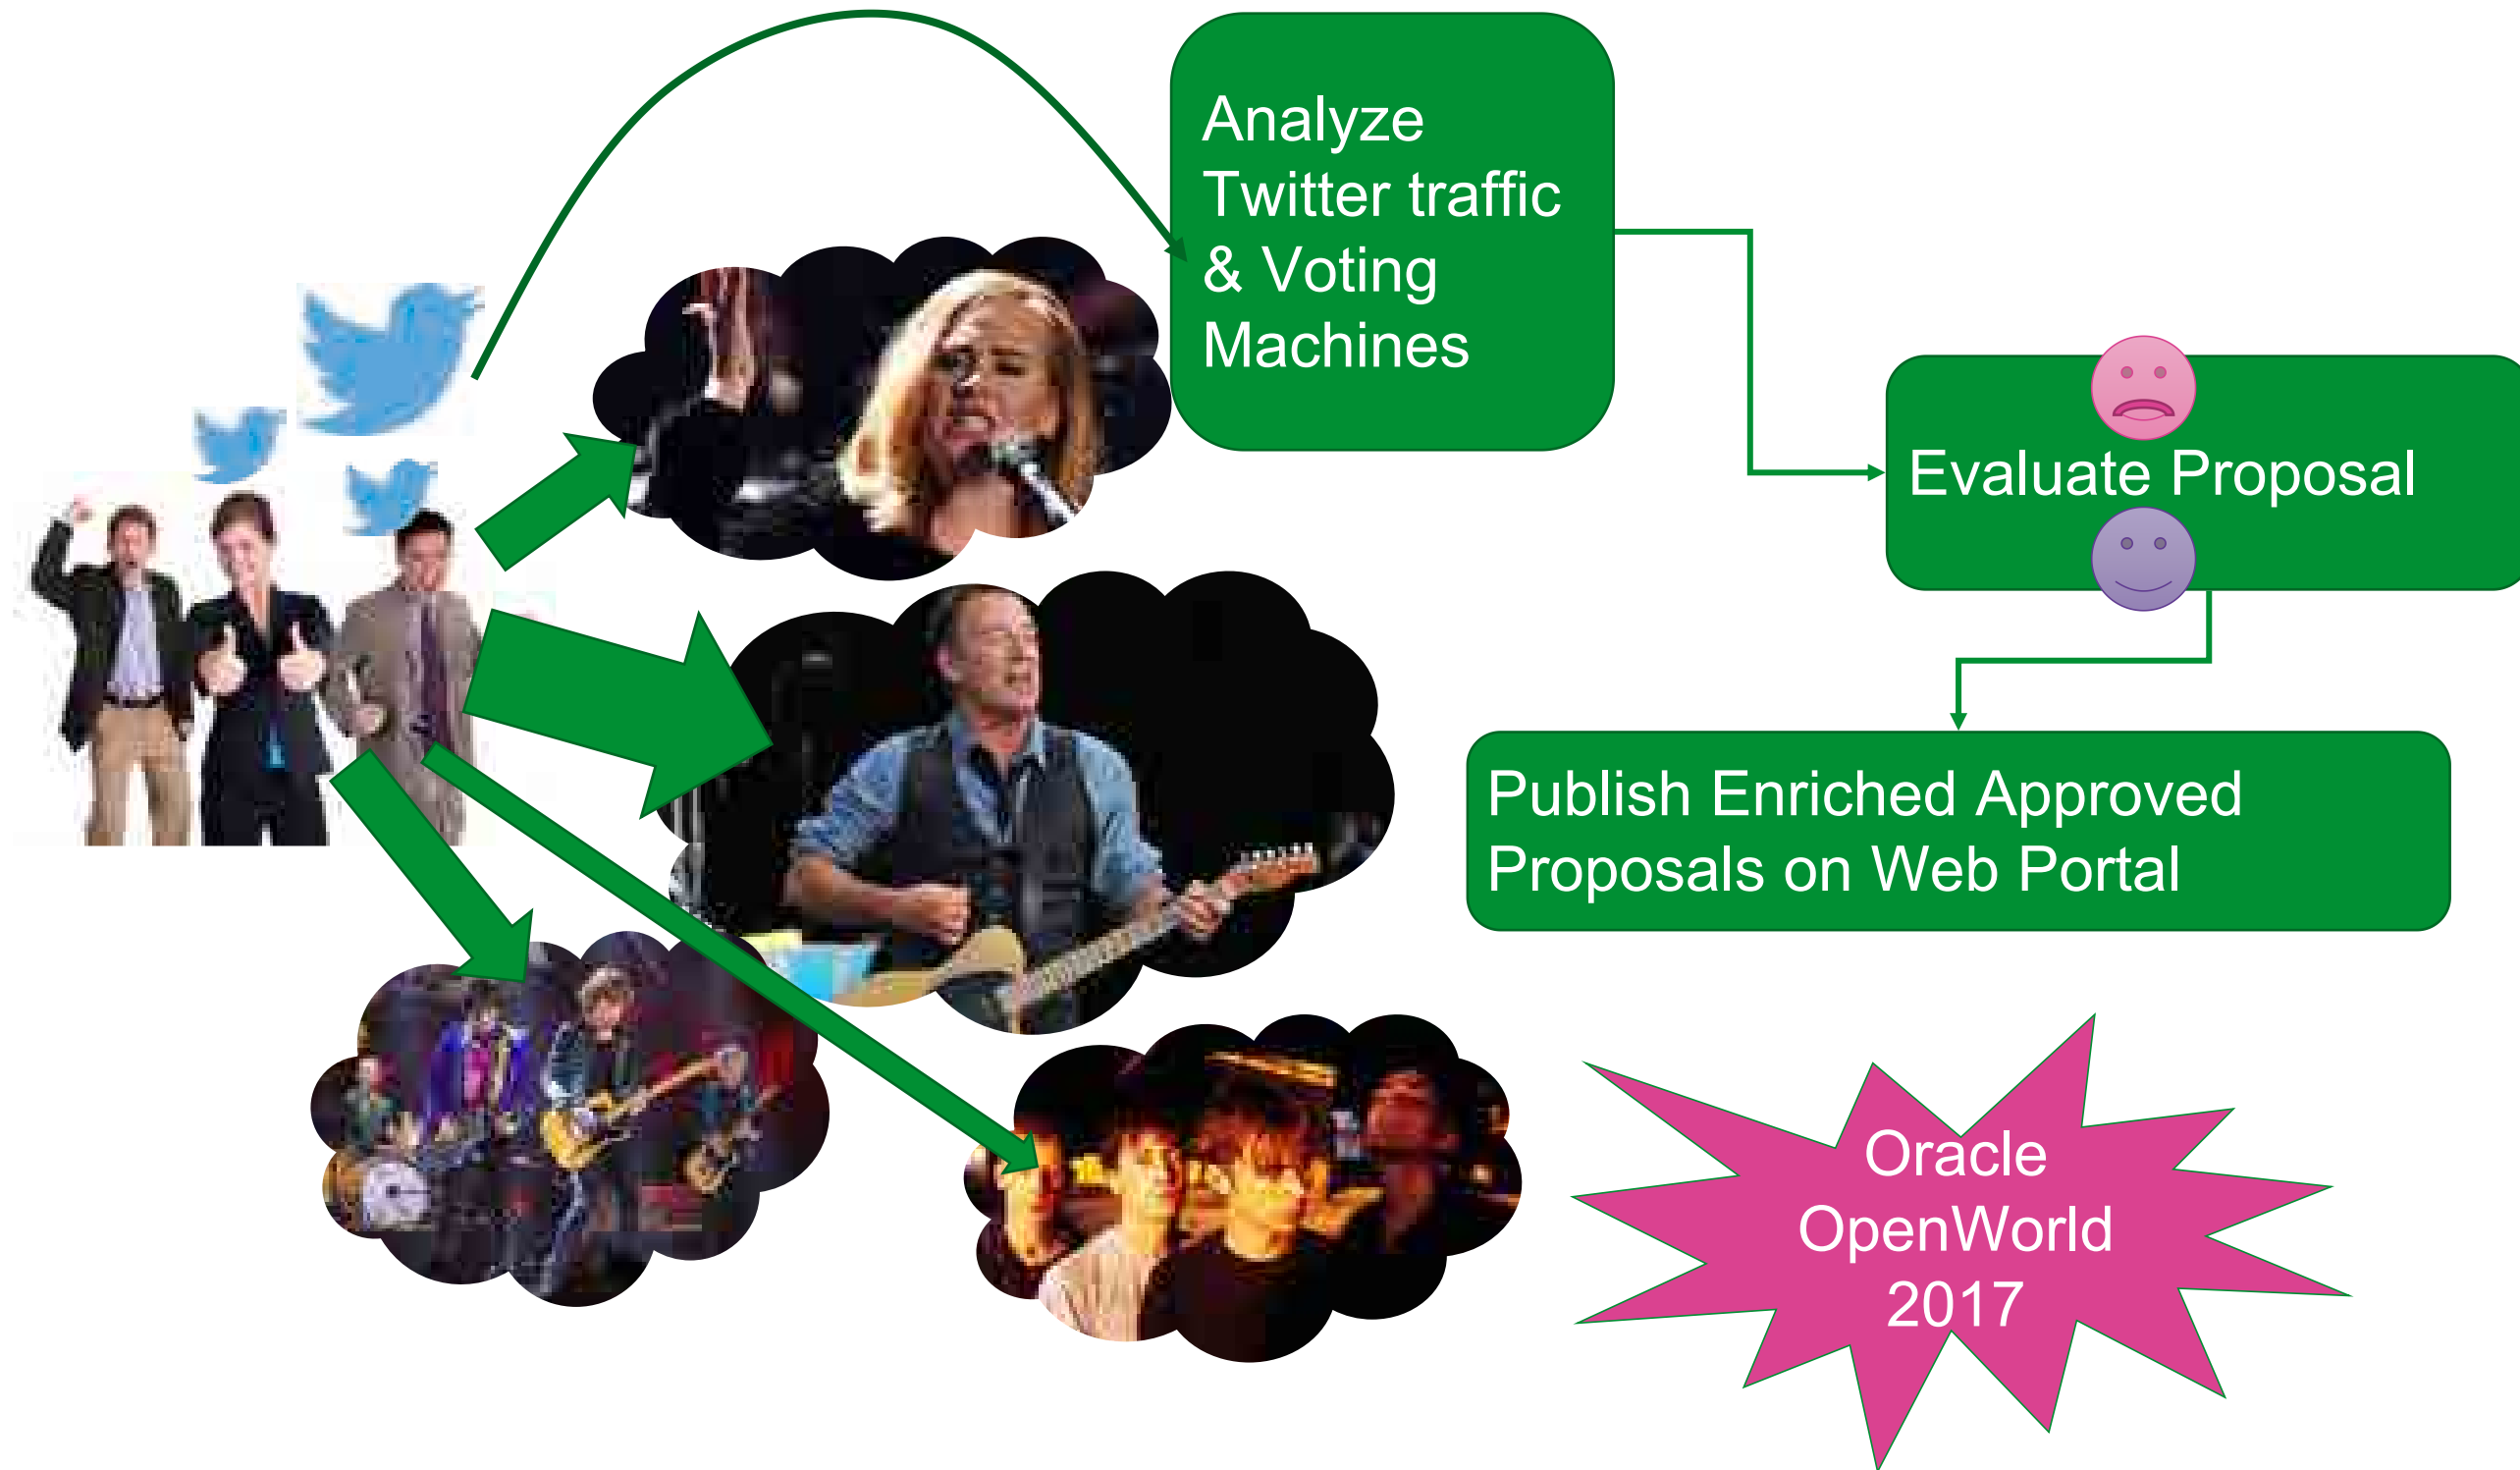 Analyze
Twitter traffic
& Voting
Machines
Evaluate Proposal
Publish Enriched Approved
Proposals on Web Portal
Oracle
OpenWorld
2017